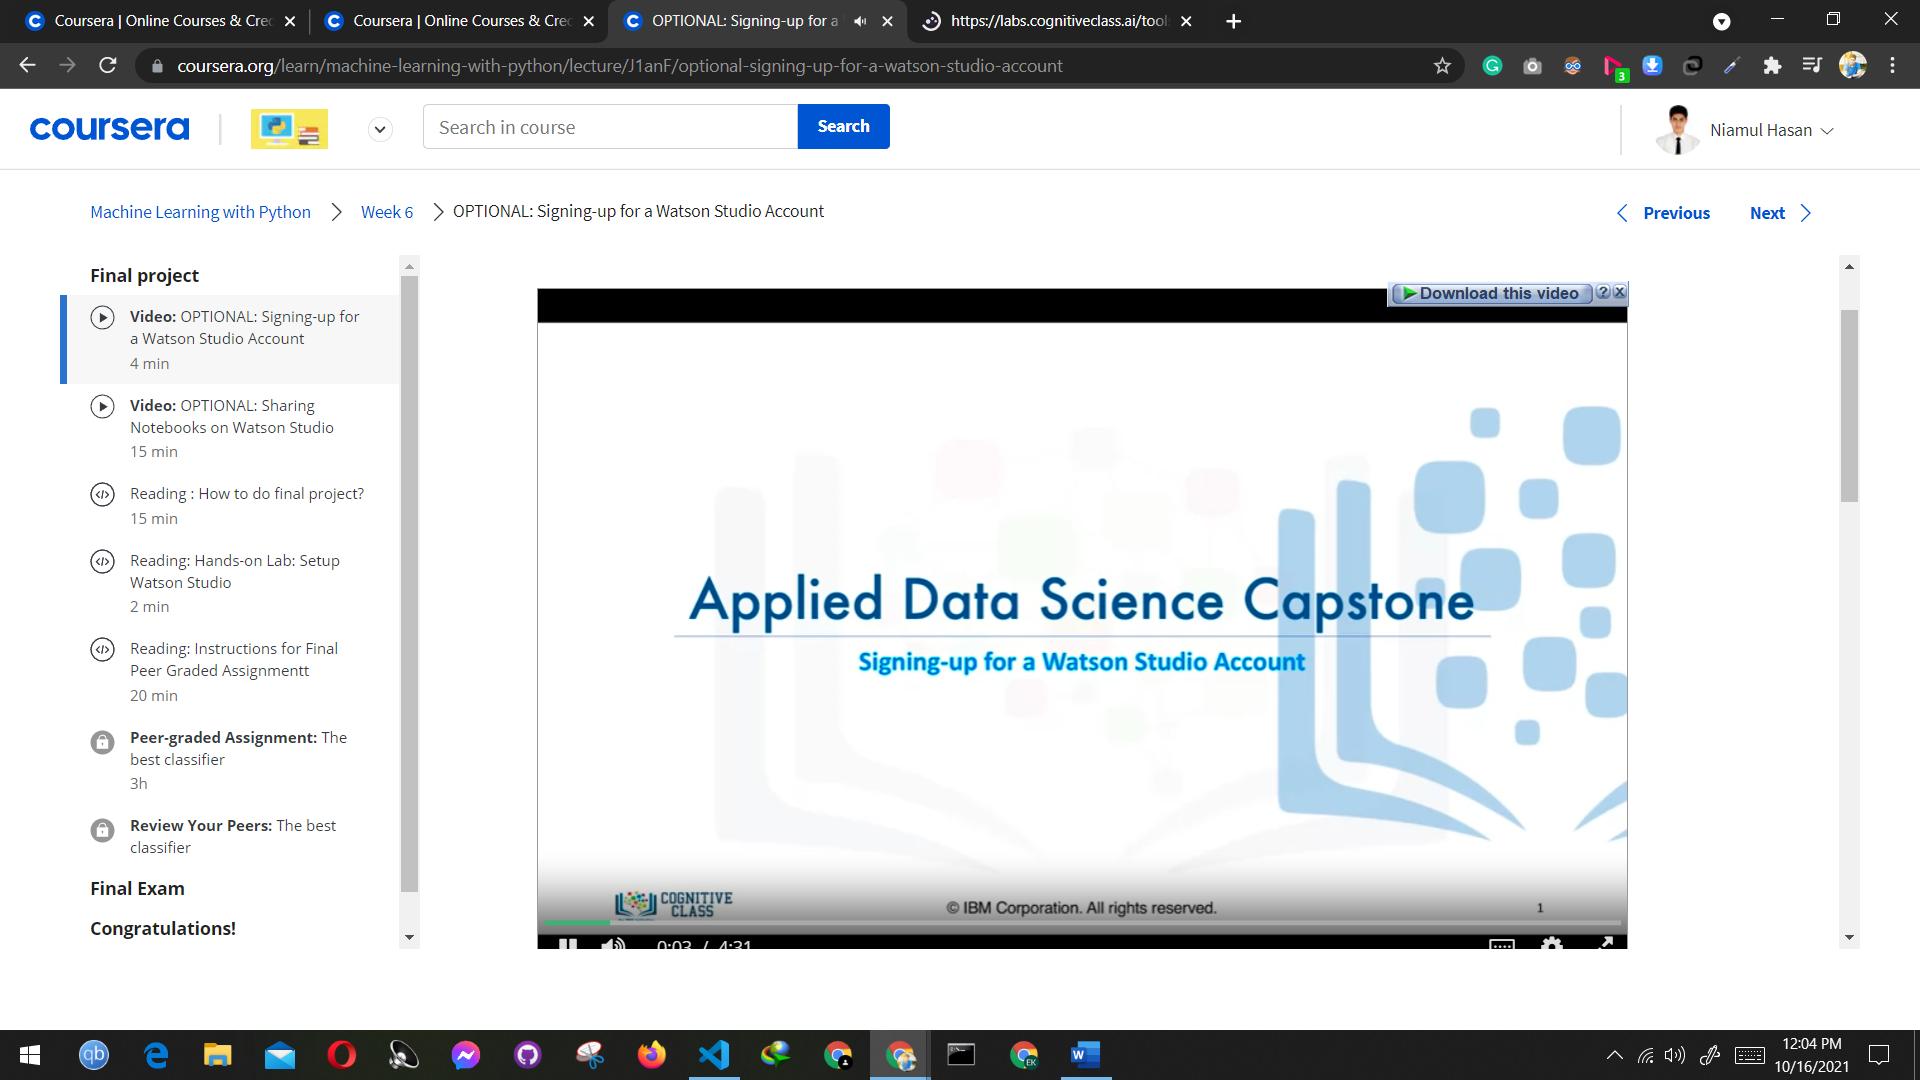 Coursera | Online Courses & Crec
Coursera | Online Courses & Crec
OPTIONAL: Signing-up for a
https://labs.cognitiveclass.ai/tool
coursera.org/learn/machine-learning-with-python/lecture/J1anF/optional-signing-up-for-a-watson-studio-account
3
coursera
Search in course
Search
Niamul Hasan
Machine Learning with Python
Week 6
OPTIONAL: Signing-up for a Watson Studio Account
Previous
Next
Final project
Video: OPTIONAL: Signing-up for
a Watson Studio Account
4 min
Video: OPTIONAL: Sharing
Notebooks on Watson Studio
15 min
Reading : How to do final project?
15 min
Reading: Hands-on Lab: Setup
Watson Studio
2 min
Reading: Instructions for Final
Peer Graded Assignmentt
20 min
Peer-graded Assignment: The
best classifier
3h
Review Your Peers: The best
classifier
Final Exam
Congratulations!
Download this video
Applied Data Science Capstone
Signing-up for a Watson Studio Account
COGNITIVE
CLASS
© IBM Corporation. All rights reserved.
1
0:03 / 4:31
qb
EK
12:04 PM
10/16/2021